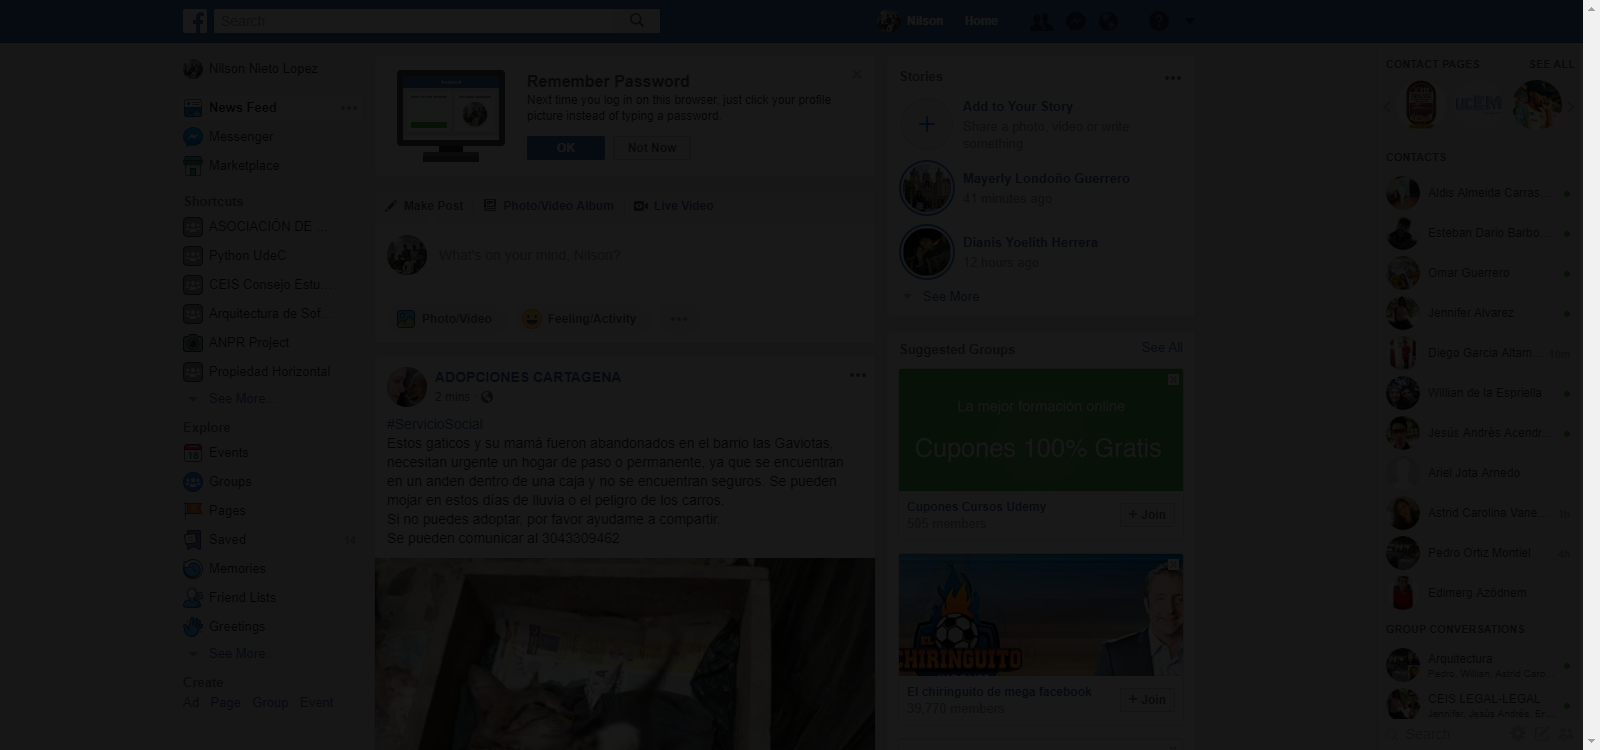 Search
Nilson
Home
Nilson Nieto Lopez
News Feed
Messenger
Marketplace
Shortcuts
ASOCIACIÓN DE ...
Python UdeC
CEIS Consejo Estu...
Arquitectura de Sof...
ANPR Project
Propiedad Horizontal
See More...
Explore
Events
Groups
Pages
Saved 14
Memories
Friend Lists
Greetings
See More...
Create
Ad Page Group Event
Remember Password
Next time you log in on this browser, just click your profile
picture instead of typing a password.
OK Not Now
Make Post Photo/Video Album Live Video
What's on your mind, Nilson?
Photo/Video Feeling/Activity
ADOPCIONES CARTAGENA
2 mins
#ServicioSocial
Estos gaticos y su mamá fueron abandonados en el barrio las Gaviotas,
necesitan urgente un hogar de paso o permanente, ya que se encuentran
en un anden dentro de una caja y no se encuentran seguros. Se pueden
mojar en estos días de lluvia o el peligro de los carros.
Si no puedes adoptar, por favor ayudame a compartir.
Se pueden comunicar al 3043309462
Stories
Add to Your Story
Share a photo, video or write
something
Mayerly Londoño Guerrero
41 minutes ago
Dianis Yoelith Herrera
12 hours ago
See More
Suggested Groups See All
La mejor formación online
Cupones 100% Gratis
Cupones Cursos Udemy
505 members
+ Join
EL
CHIRINGUITO
El chiringuito de mega facebook
39,770 members
+ Join
CONTACT PAGES SEE ALL
CONTACTS
Aldis Almeida Carras...
Esteban Dario Barbo...
Omar Guerrero
Jennifer Alvarez
Diego Garcia Altam...
Willian de la Espriella
Jesús Andrés Acendr...
Ariel Jota Arnedo
Astrid Carolina Vane...
Pedro Ortiz Montiel
Edimerg Azödnem
GROUP CONVERSATIONS
Arquitectura
Pedro, Willian, Astrid Caro...
CEIS LEGAL-LEGAL
Jennifer, Jesús Andrés, Er...
Search